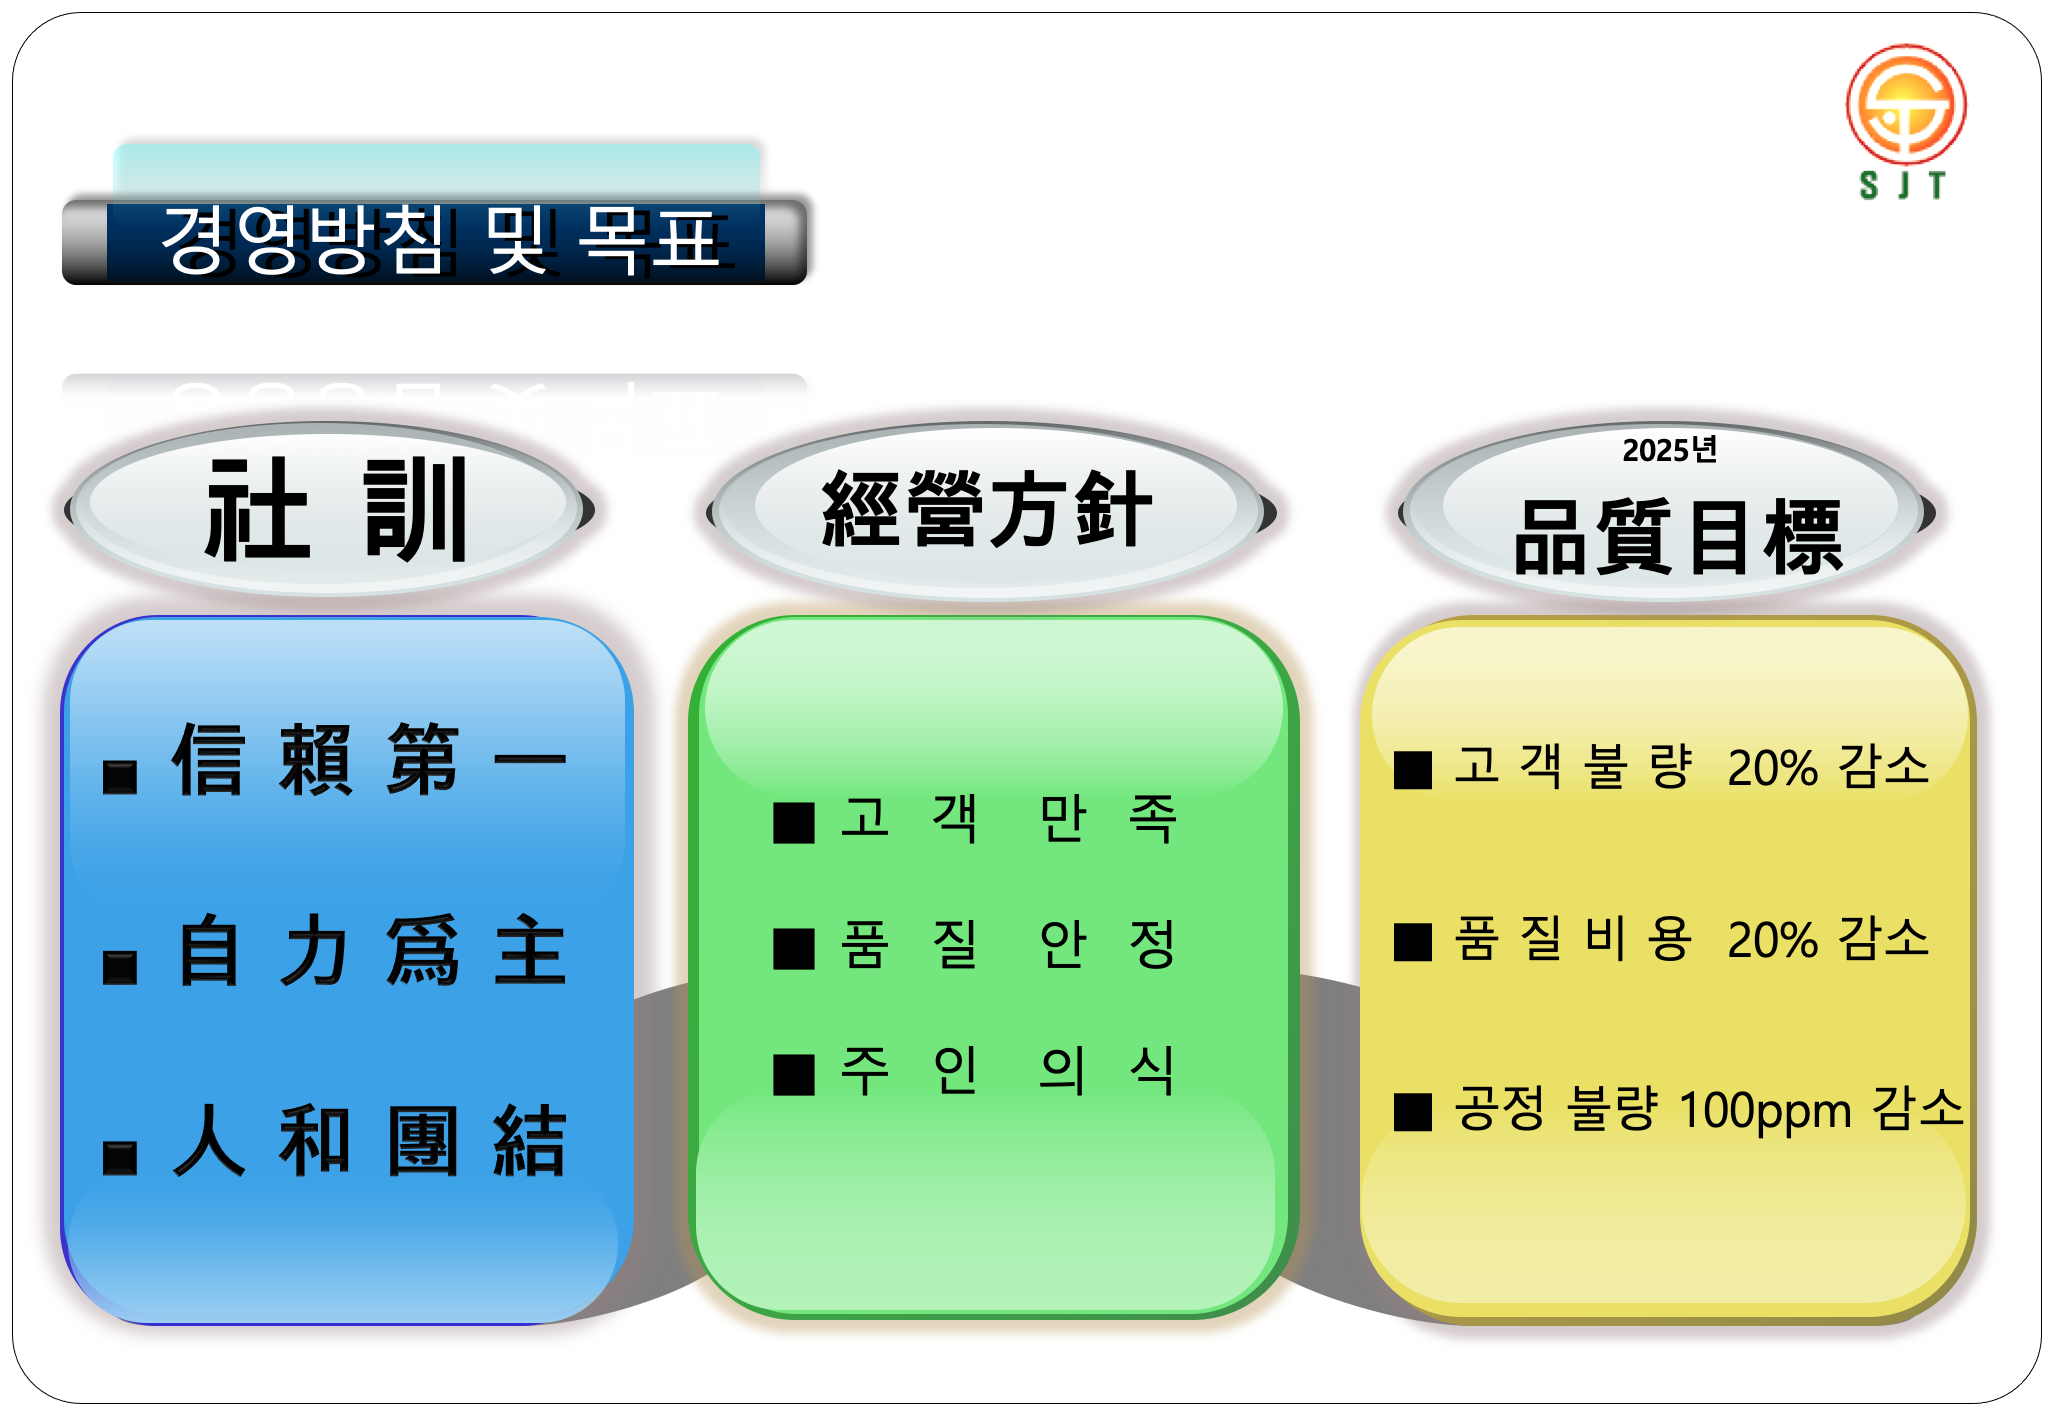 SJT
경영방침 및 목표
社 訓
■ 信 賴 第 一
■ 自 力 爲 主
■ 人 和 團 結
經營方針
■ 고 객 만 족
■ 품 질 안 정
■ 주 인 의 식
2025년
品質目標
■ 고 객 불 량 20% 감소
■ 품 질 비 용 20% 감소
■ 공정 불량 100ppm 감소